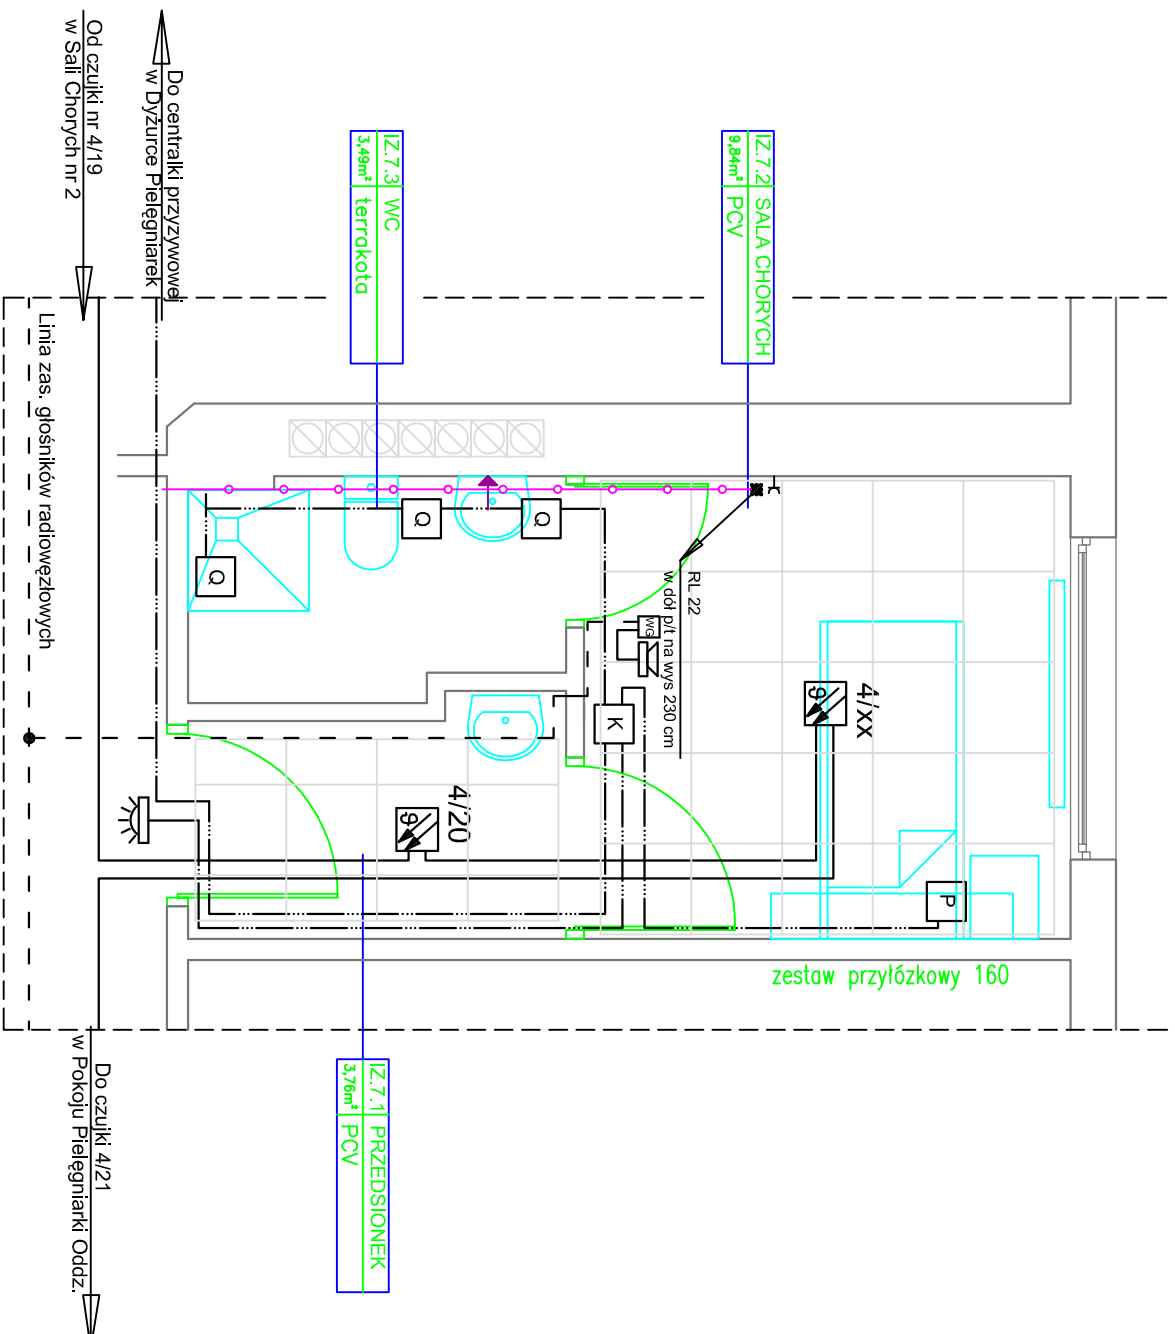 Od czujki nr 4/19
w Sali Chorych nr 2
Do centralki przyzywowej
w Dyżurce Pielęgniarek
IZ.7.3 WC
3,49m² terrakota
IZ.7.2 SALA CHORYCH
9,84m² PCV
Linia zas. głośników radiowęzłowych
Q
Q
Q
RL 22
w dół p/t na wys 230 cm
WG
K
4/xx
9
4/20
9
P
zestaw przyłózkowy 160
IZ.7.1 PRZEDSIONEK
3,76m² PCV
Do czujki 4/21
w Pokoju Pielęgniarki Oddz.